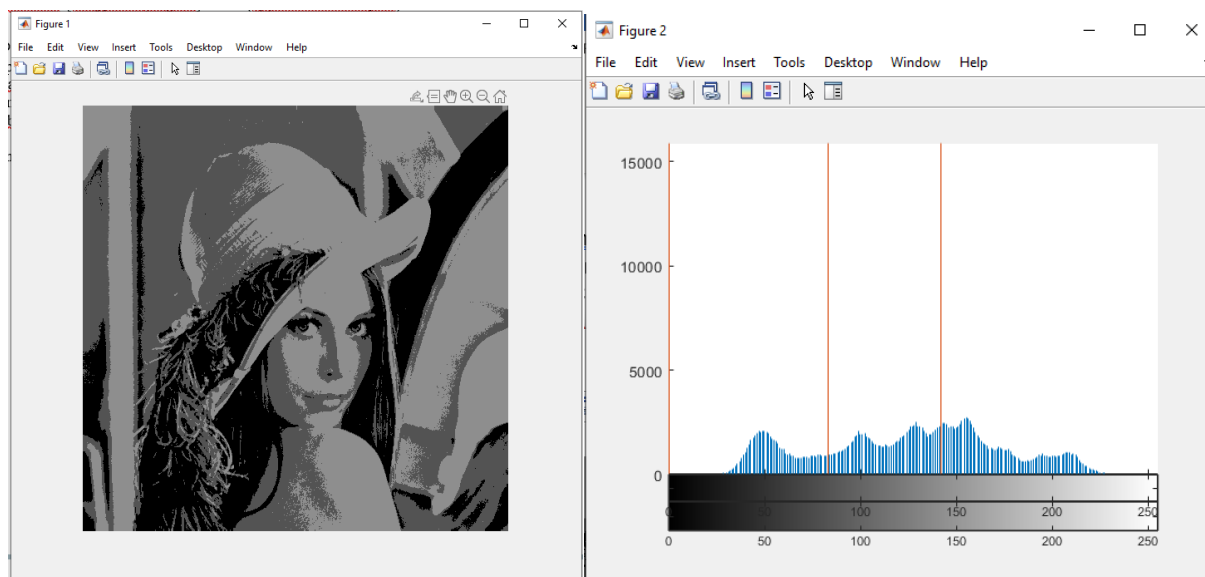 Figure 1
File Edit View Insert Tools Desktop Window Help
Figure 2
File Edit View Insert Tools Desktop Window Help
15000
10000
5000
0
0 50 100 150 200 250
0 50 100 150 200 250